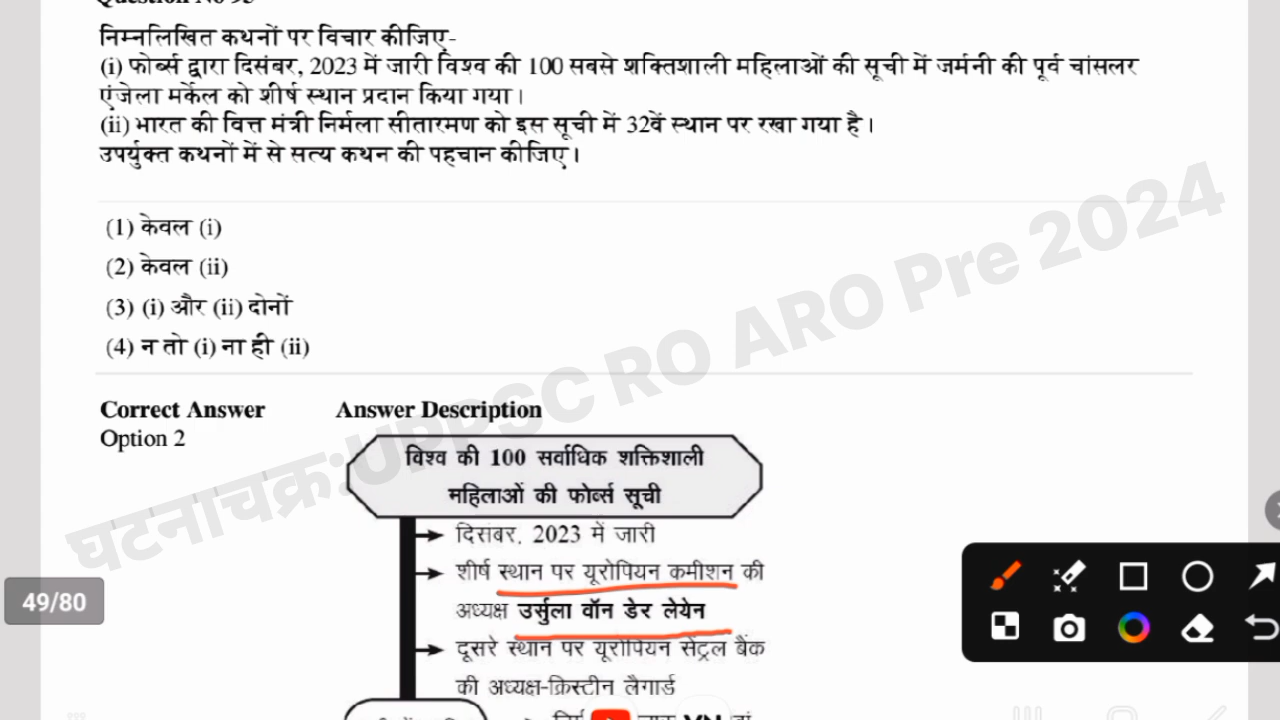 Question No 95
निम्नलिखित कथनों पर विचार कीजिए-
(i) फोर्ब्स द्वारा दिसंबर, 2023 में जारी विश्व की 100 सबसे शक्तिशाली महिलाओं की सूची में जर्मनी की पूर्व चांसलर
एंजेला मर्केल को शीर्ष स्थान प्रदान किया गया।
(ii) भारत की वित्त मंत्री निर्मला सीतारमण को इस सूची में 32वें स्थान पर रखा गया है।
उपर्युक्त कथनों में से सत्य कथन की पहचान कीजिए।
(1) केवल (i)
(2) केवल (ii)
(3) (i) और (ii) दोनों
(4) न तो (i) ना ही (ii)
घटनाचक्र:UPPSC RO ARO Pre 2024
Correct Answer
Answer Description
Option 2
विश्व की 100 सर्वाधिक शक्तिशाली
महिलाओं की फोर्ब्स सूची
दिसंबर, 2023 में जारी
शीर्ष स्थान पर यूरोपियन कमीशन की
अध्यक्ष उर्सुला वॉन डेर लेयेन
दूसरे स्थान पर यूरोपियन सेंट्रल बैंक
की अध्यक्ष-क्रिस्टीन लैगार्ड
49/80